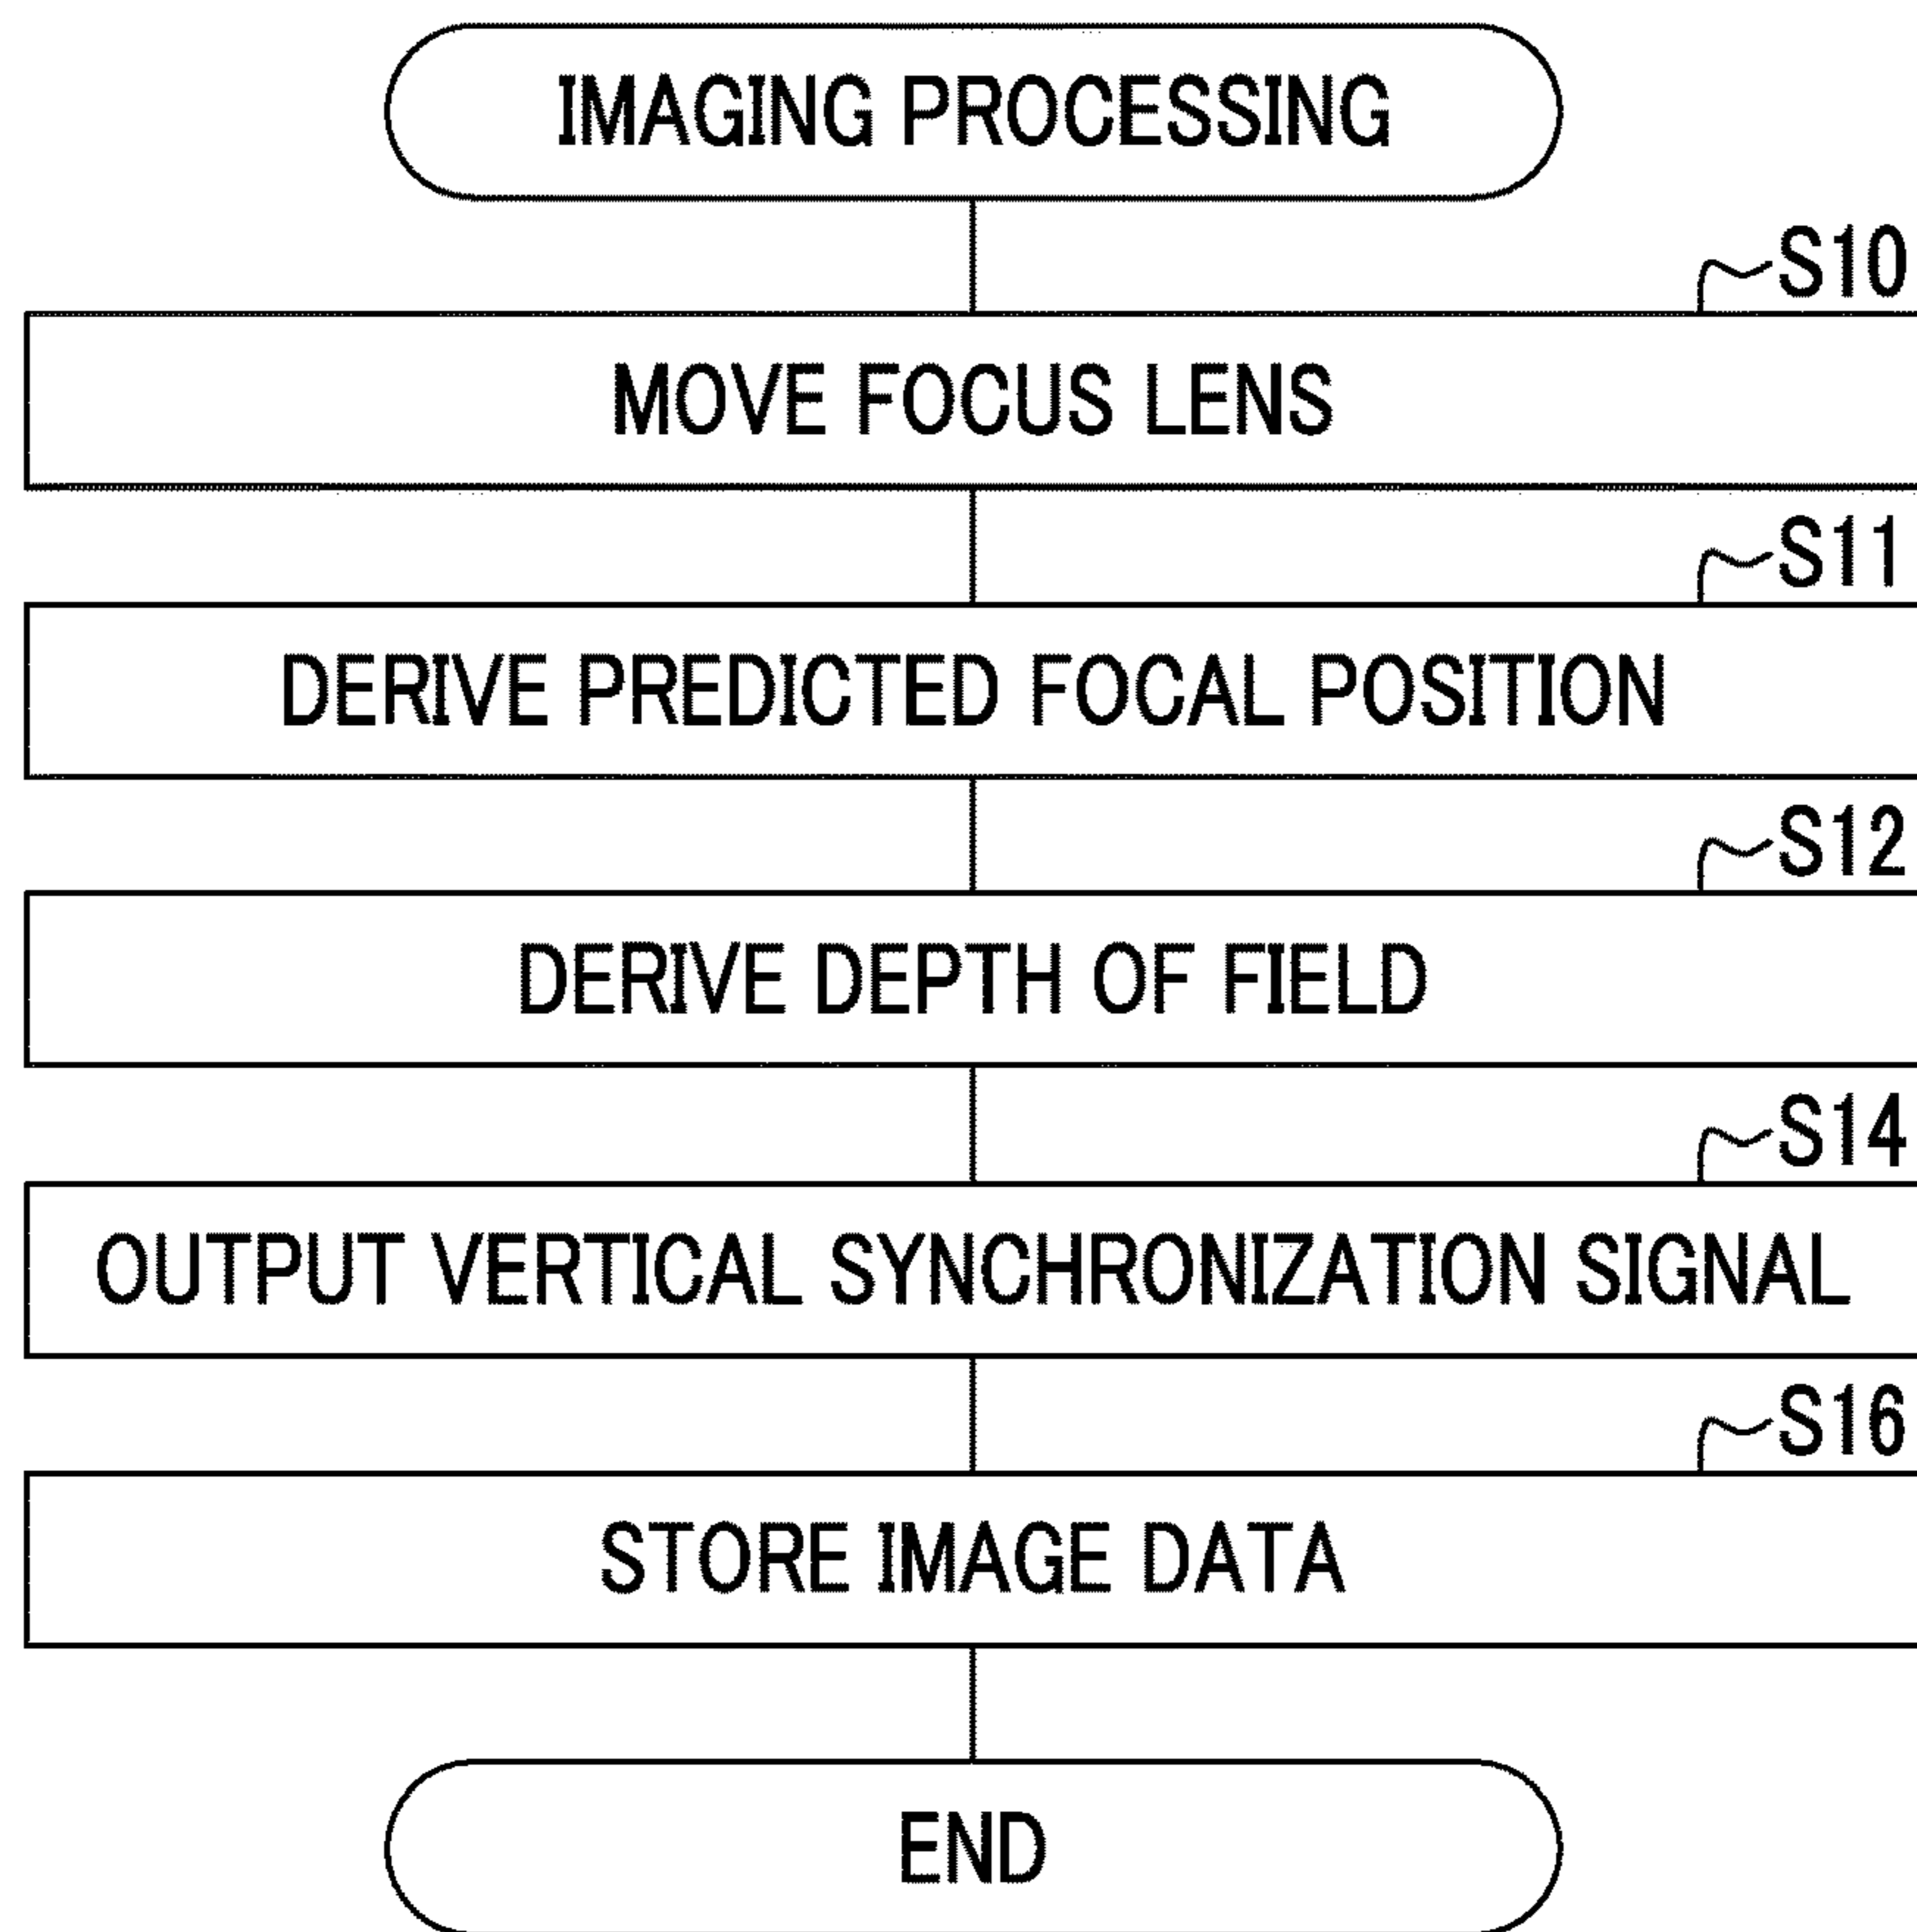 IMAGING PROCESSING
S10
MOVE FOCUS LENS
S11
DERIVE PREDICTED FOCAL POSITION
S12
DERIVE DEPTH OF FIELD
S14
OUTPUT VERTICAL SYNCHRONIZATION SIGNAL
S16
STORE IMAGE DATA
END